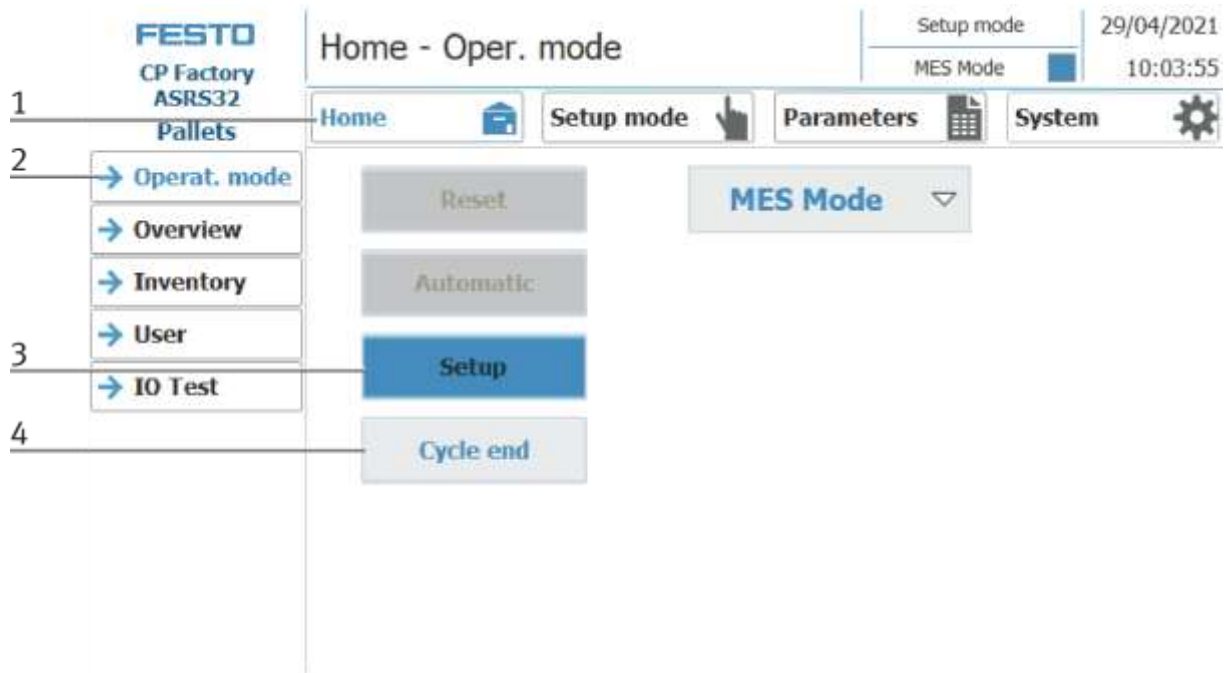 FESTO
CP Factory
ASRS32
Pallets
Home - Oper. mode
Setup mode
MES Mode
29/04/2021
10:03:55
1
Home
Setup mode
Parameters
System
2
Operat. mode
Overview
Inventory
User
IO Test
Reset
MES Mode
Automatic
3
Setup
4
Cycle end